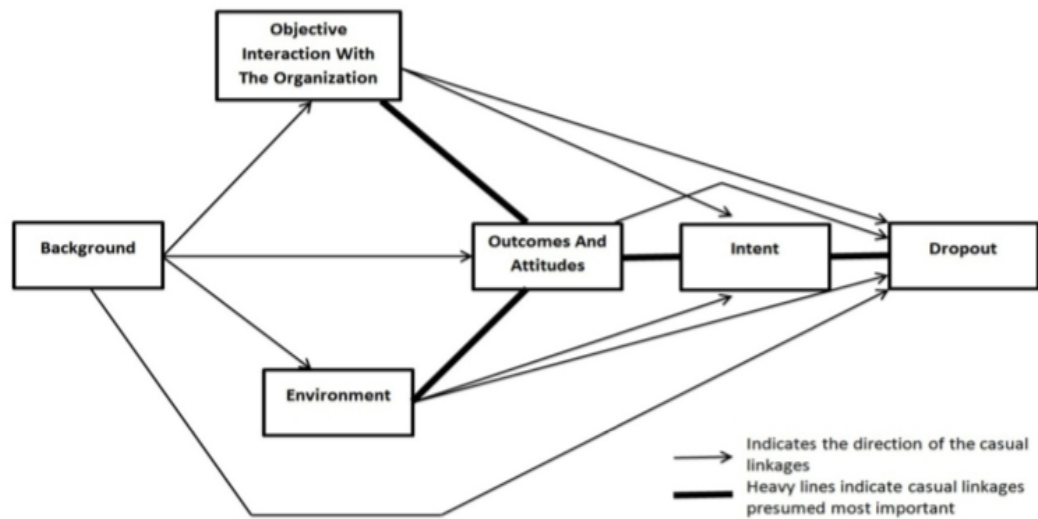 Objective
Interaction With
The Organization
Background
Outcomes And
Attitudes
Intent
Dropout
Environment
Indicates the direction of the casual
linkages
Heavy lines indicate casual linkages
presumed most important